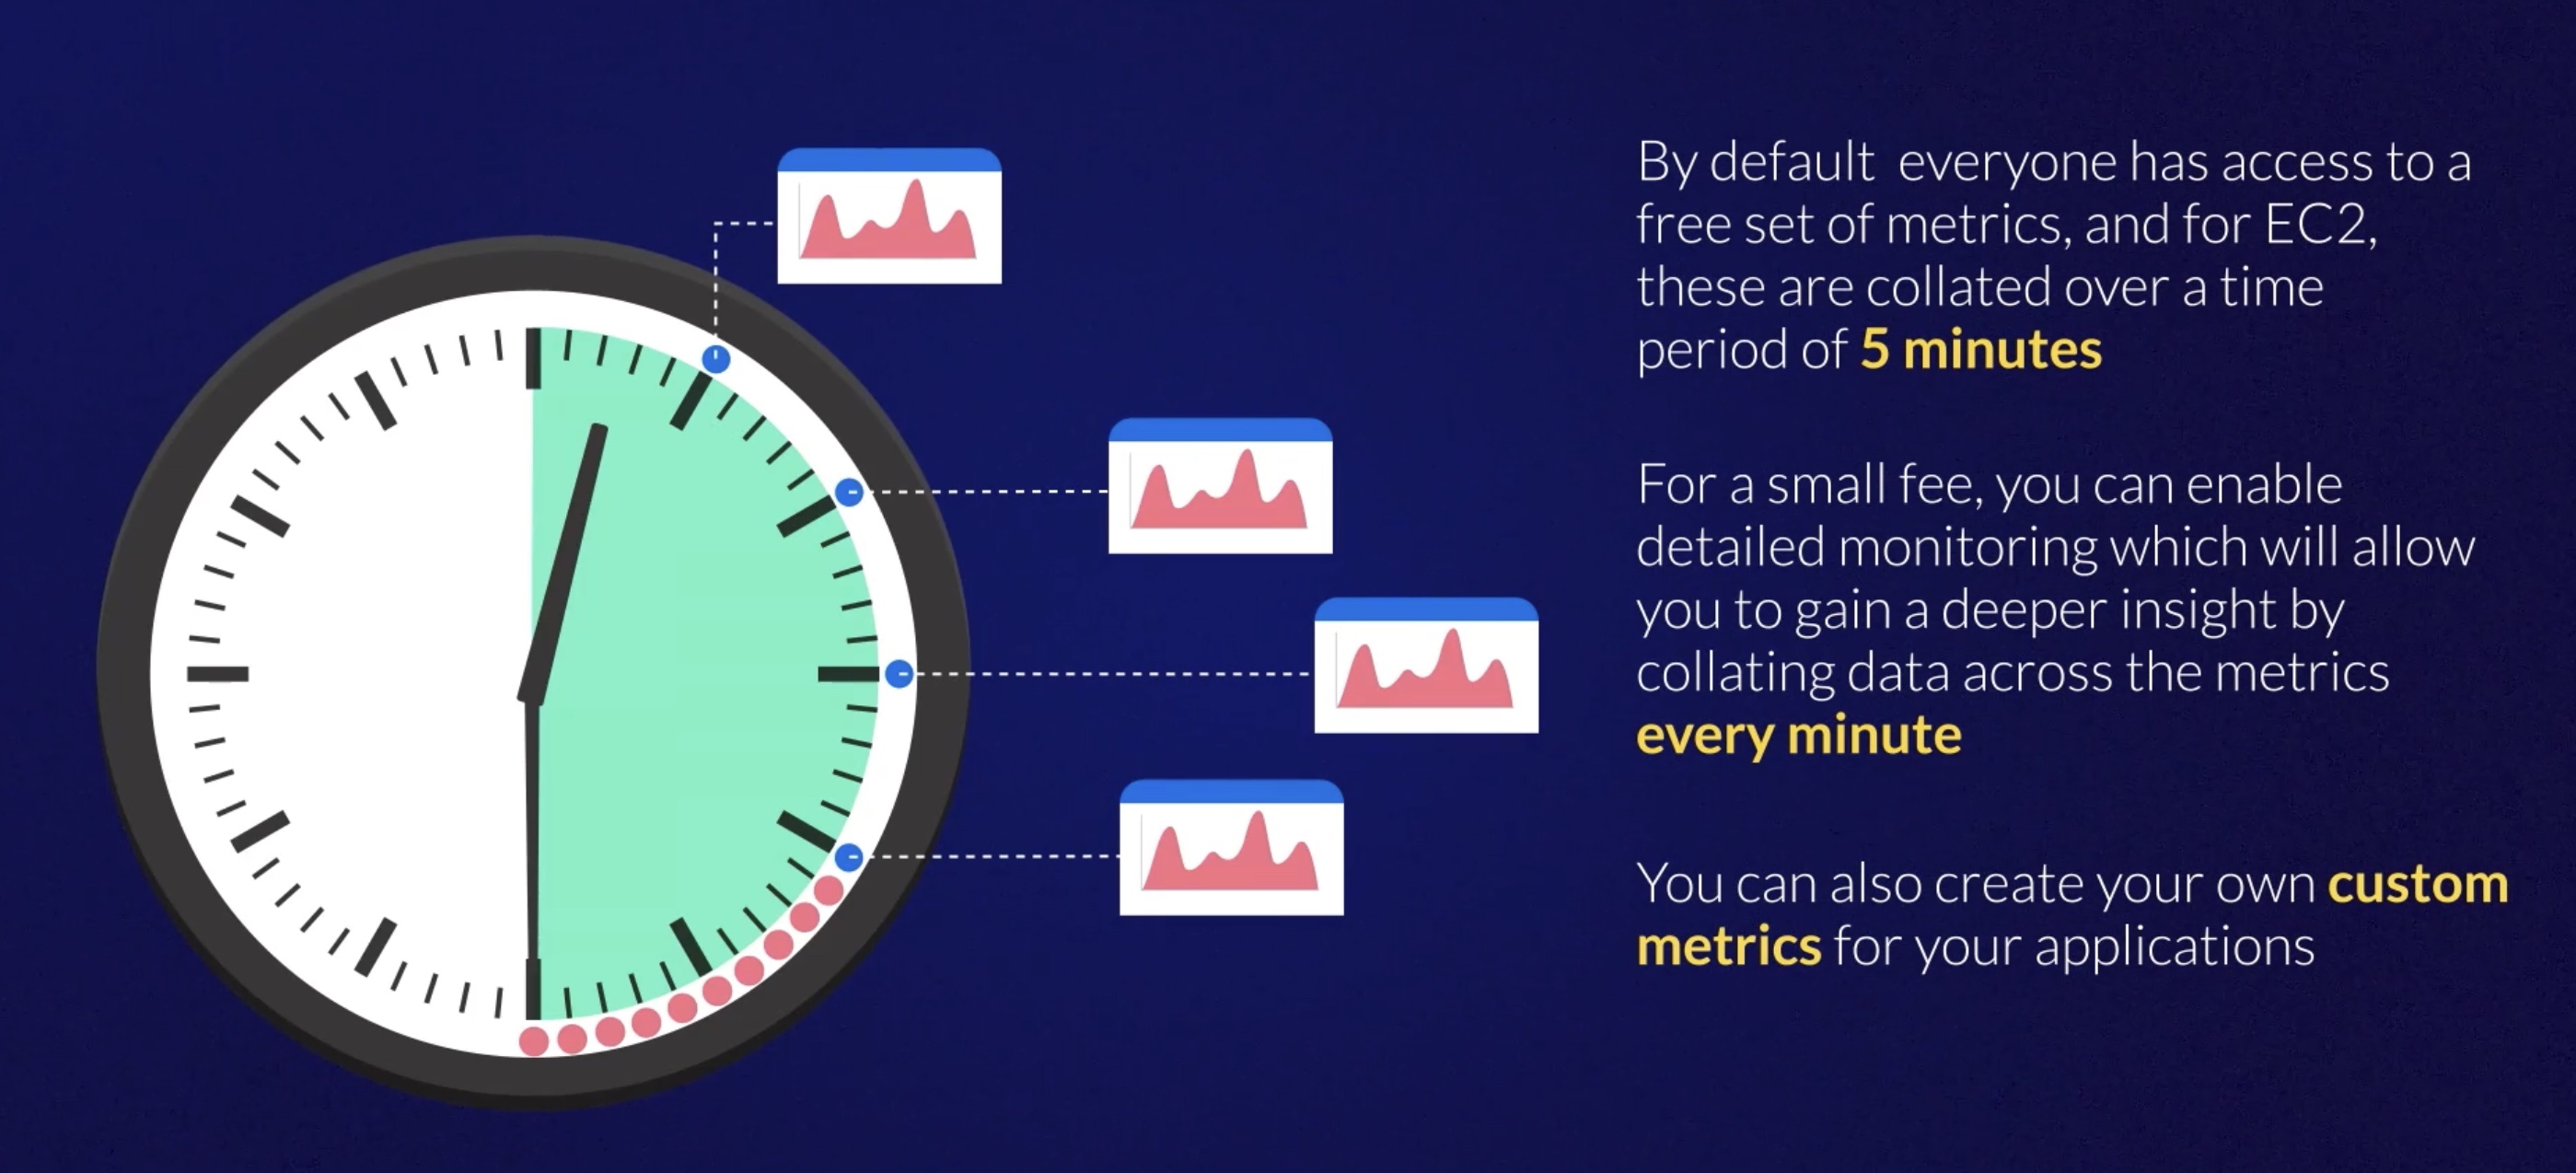 By default  everyone has access to a
free set of metrics, and for EC2,
these are collated over a time
period of 5 minutes
For a small fee, you can enable
detailed monitoring which will allow
you to gain a deeper insight by
collating data across the metrics
every minute
You can also create your own custom
metrics for your applications